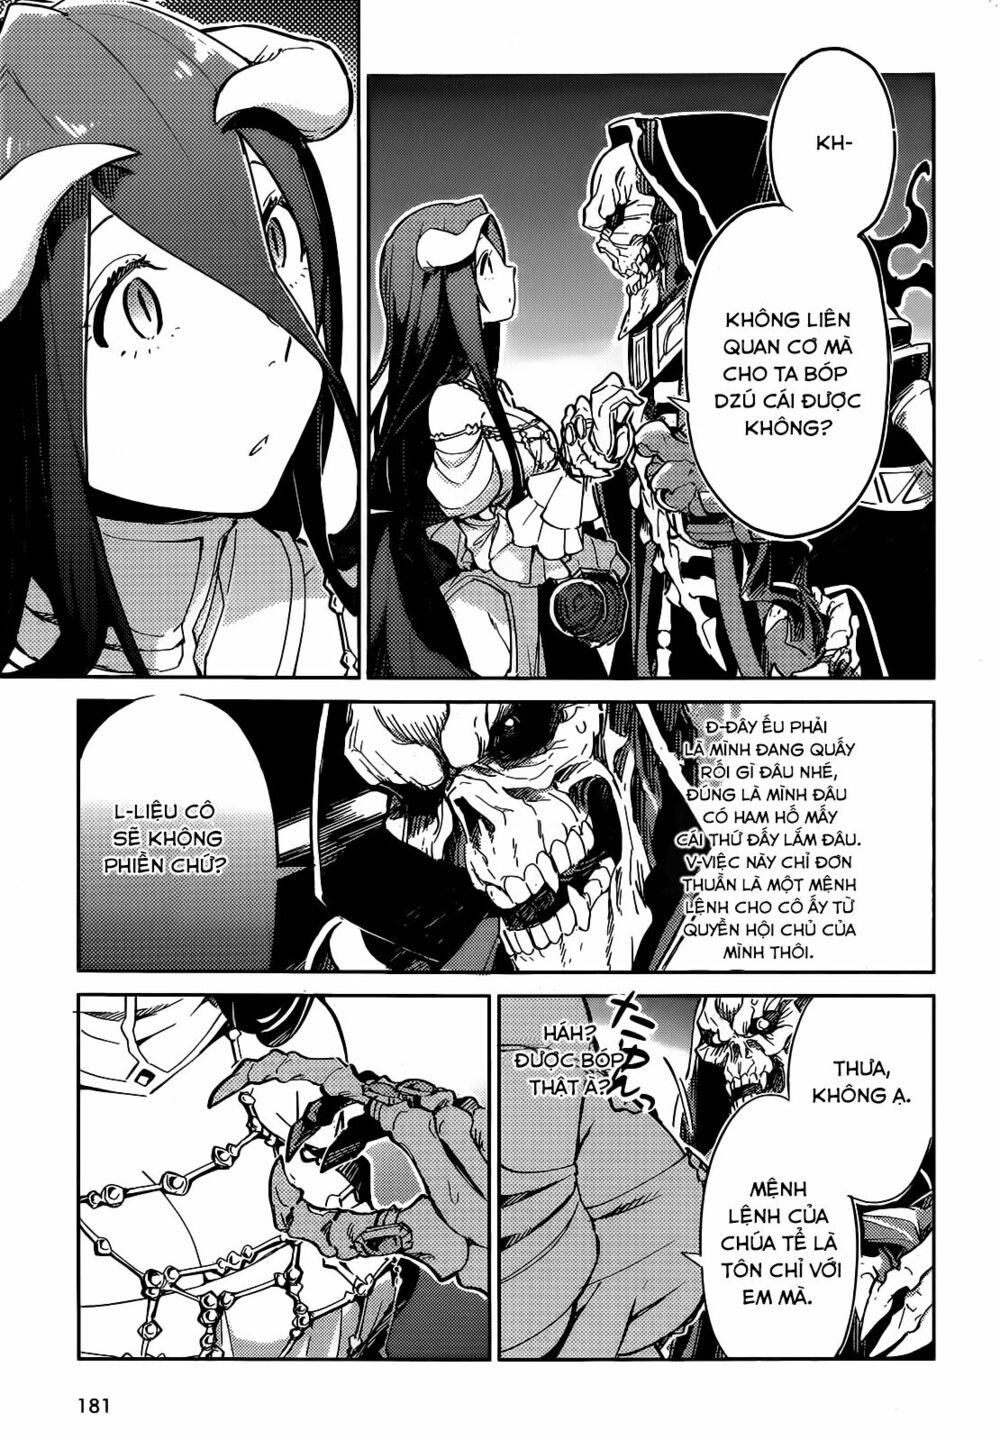 KH-
KHÔNG LIÊN
QUAN CƠ MÀ
CHO TA BÓP
DZÚ CÁI ĐƯỢC
KHÔNG?
Đ-ĐÂY ẾU PHẢI
LÀ MÌNH ĐANG QUẤY
RỐI GÌ ĐÂU NHÉ,
ĐÚNG LÀ MÌNH ĐÂU
CÓ HAM HỐ MẤY
CÁI THỨ ĐẤY LẮM ĐÂU.
V-VIỆC NÀY CHỈ ĐƠN
THUẦN LÀ MỘT MỆNH
LỆNH CHO CÔ ẤY TỪ
QUYỀN HỘI CHỦ CỦA
MÌNH THÔI.
L-LIỆU CÔ
SẼ KHÔNG
PHIỀN CHỨ?
THƯA,
KHÔNG Ạ.
MỆNH
LỆNH CỦA
CHÚA TỂ LÀ
TÔN CHỈ VỚI
EM MÀ.
HÁH?
ĐƯỢC BÓP
THẬT À?
181